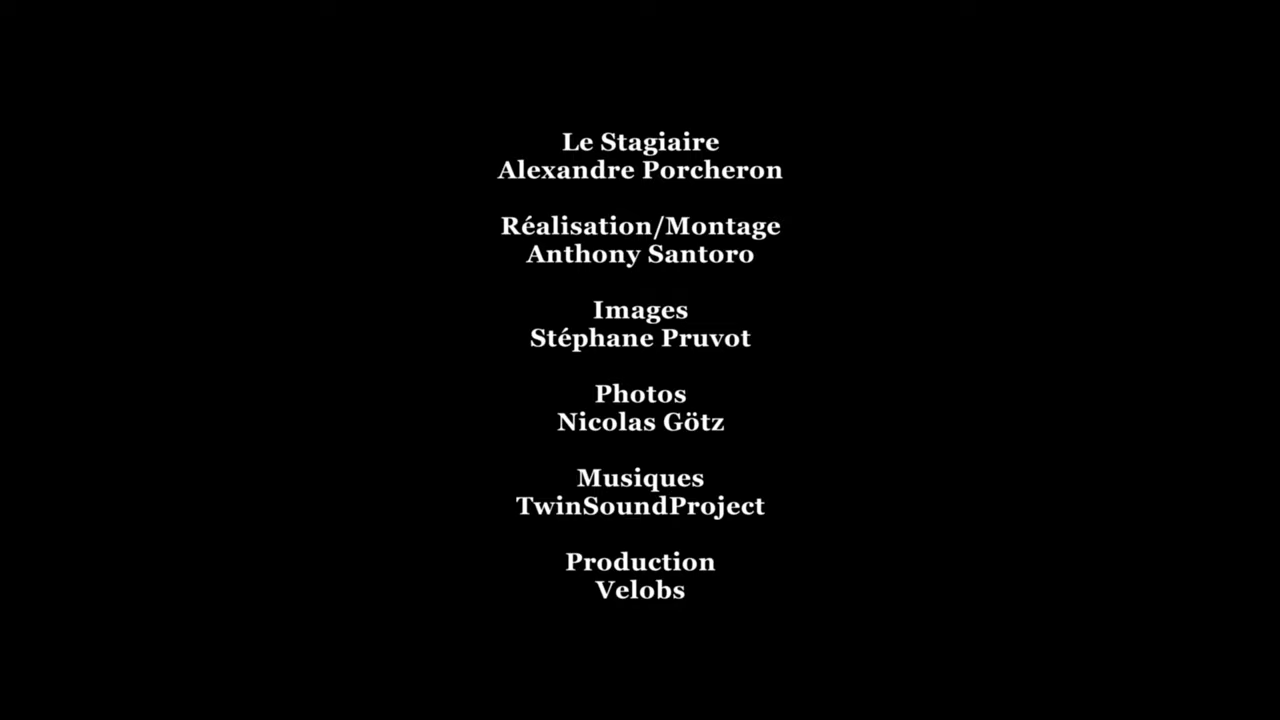 Le Stagiaire
Alexandre Porcheron
Réalisation/Montage
Anthony Santoro
Images
Stéphane Pruvot
Photos
Nicolas Götz
Musiques
TwinSoundProject
Production
Velobs